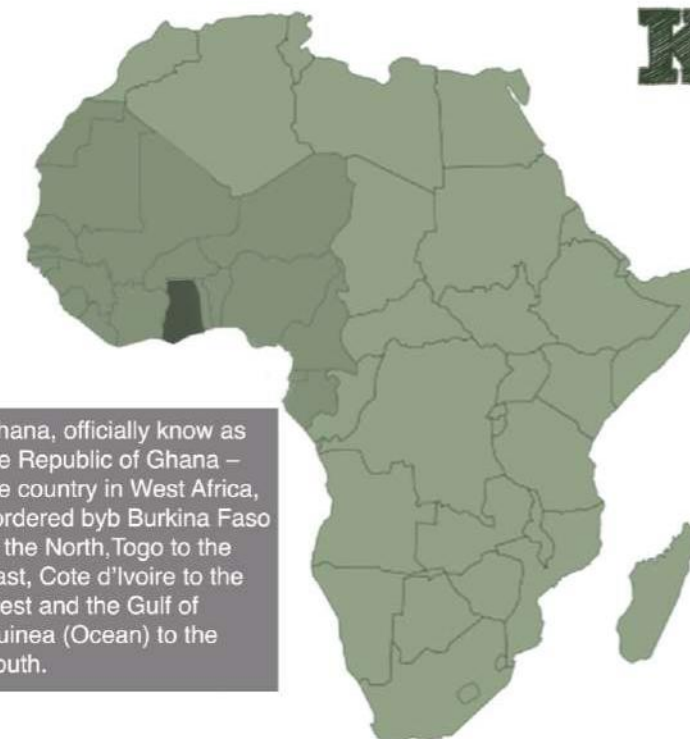 K
hana, officially know as
e Republic of Ghana –
e country in West Africa,
ordered byb Burkina Faso
the North,Togo to the
ast, Cote d'Ivoire to the
est and the Gulf of
uinea (Ocean) to the
outh.